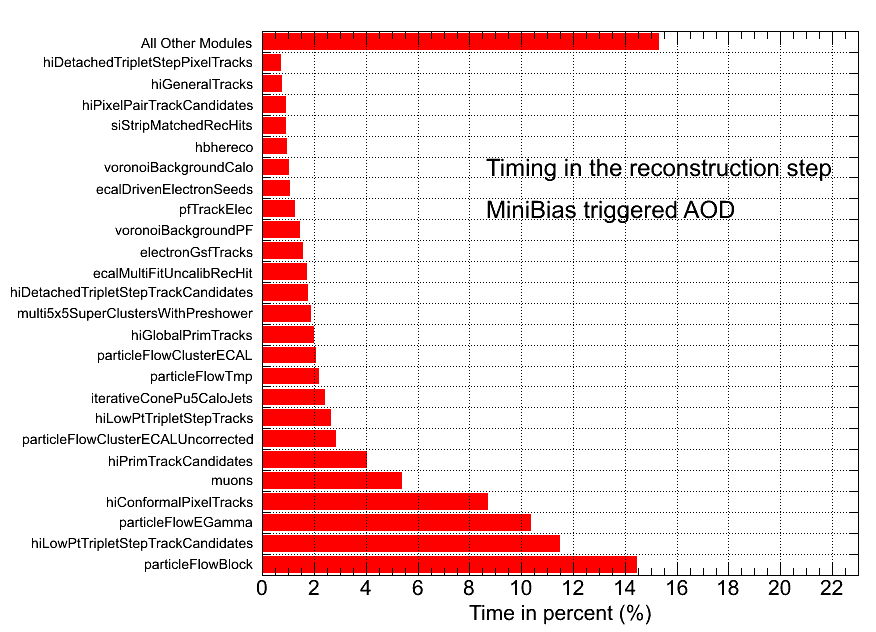 All Other Modules
hiDetachedTripletStepPixelTracks
hiGeneralTracks
hiPixelPairTrackCandidates
siStripMatchedRecHits
hbhereco
voronoiBackgroundCalo
Timing in the reconstruction step
ecalDrivenElectronSeeds
pfTrackElec
MiniBias triggered AOD
voronoiBackgroundPF
electronGsfTracks
ecalMultiFitUncalibRecHit
hiDetachedTripletStepTrackCandidates
multi5x5SuperClustersWithPreshower
hiGlobalPrimTracks
particleFlowClusterECAL
particleFlowTmp
iterativeConePu5CaloJets
hiLowPtTripletStepTracks
particleFlowClusterECALUncorrected
hiPrimTrackCandidates
muons
hiConformalPixelTracks
particleFlowEGamma
hiLowPtTripletStepTrackCandidates
particleFlowBlock
0 2 4 6 8 10 12 14 16 18 20 22
Time in percent (%)